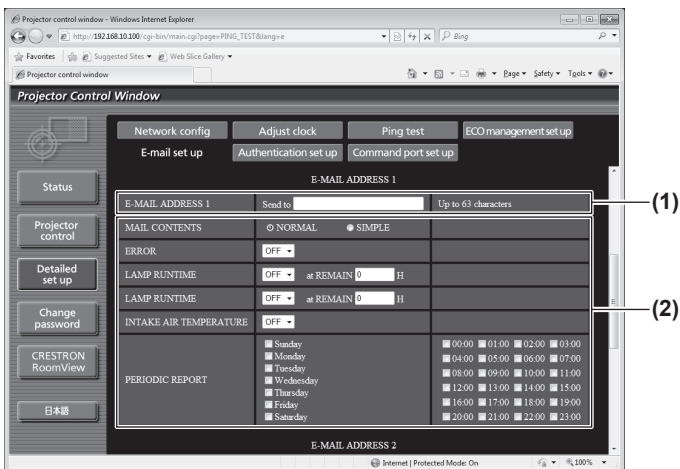 Projector control window - Windows Internet Explorer
http://192.168.10.100/cgi-bin/main.cgi?page=PING_TEST&lang=e
Bing
Favorites Suggested Sites Web Slice Gallery
Projector control window Page Safety Tools
Projector Control Window
Network config Adjust clock Ping test ECO management set up
E-mail set up Authentication set up Command port set up
Status
Projector control
Detailed set up
Change password
CRESTRON RoomView
日本語
E-MAIL ADDRESS 1
E-MAIL ADDRESS 1 Send to Up to 63 characters (1)
MAIL CONTENTS NORMAL SIMPLE
ERROR OFF
LAMP RUNTIME OFF at REMAIN 0 H
LAMP RUNTIME OFF at REMAIN 0 H
(2)
INTAKE AIR TEMPERATURE OFF
PERIODIC REPORT
Sunday
Monday
Tuesday
Wednesday
Thursday
Friday
Saturday
00:00 01:00 02:00 03:00
04:00 05:00 06:00 07:00
08:00 09:00 10:00 11:00
12:00 13:00 14:00 15:00
16:00 17:00 18:00 19:00
20:00 21:00 22:00 23:00
E-MAIL ADDRESS 2
Internet | Protected Mode: On 100%